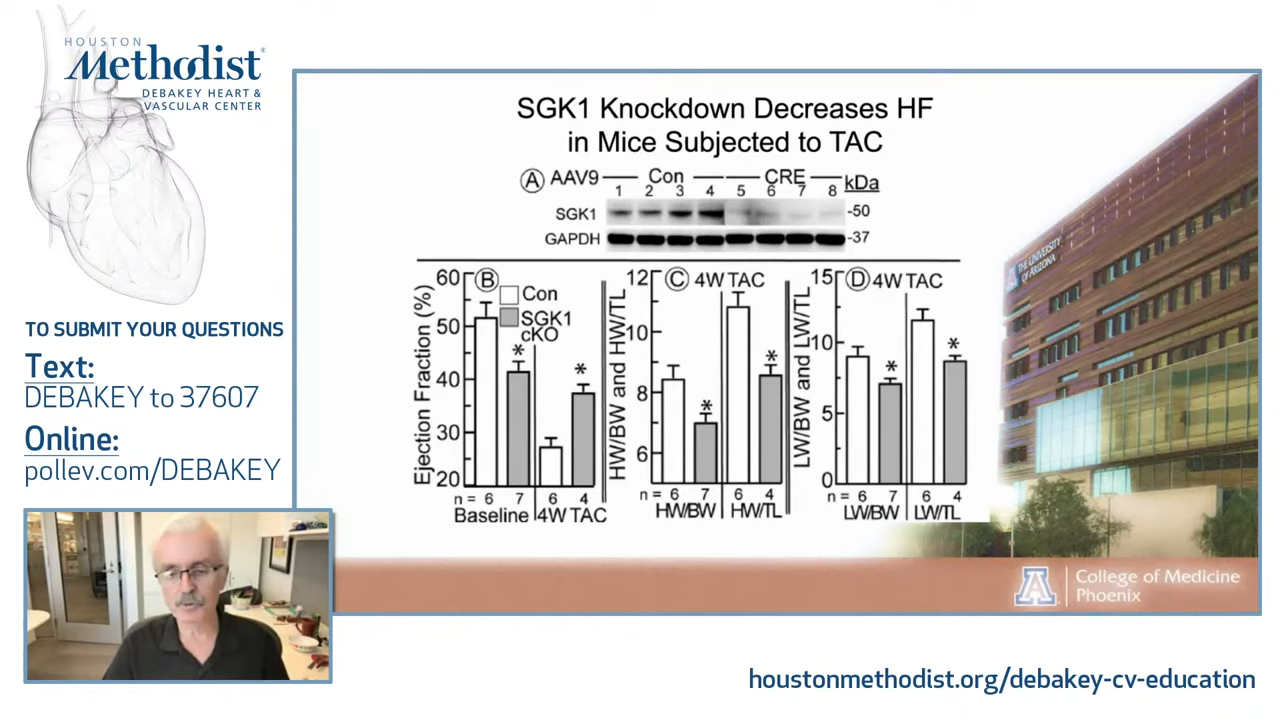 HOUSTON
Methodist®
DEBAKEY HEART &
VASCULAR CENTER
TO SUBMIT YOUR QUESTIONS
Text:
DEBAKEY to 37607
Online:
pollev.com/DEBAKEY
SGK1 Knockdown Decreases HF
in Mice Subjected to TAC
A AAV9 Con CRE kDa
1 2 3 4 5 6 7 8
SGK1 -50
GAPDH -37
B
Con
SGK1
cKO
Ejection Fraction (%)
60
50
40
30
20
* *
n = 6 7 6 4
Baseline 4W TAC
C 4W TAC
HW/BW and HW/TL
12
10
8
6
* *
n = 6 7 6 4
HW/BW HW/TL
D 4W TAC
LW/BW and LW/TL
15
10
5
0
* *
n = 6 7 6 4
LW/BW LW/TL
THE UNIVERSITY
OF ARIZONA
A
College of Medicine
Phoenix
houstonmethodist.org/debakey-cv-education